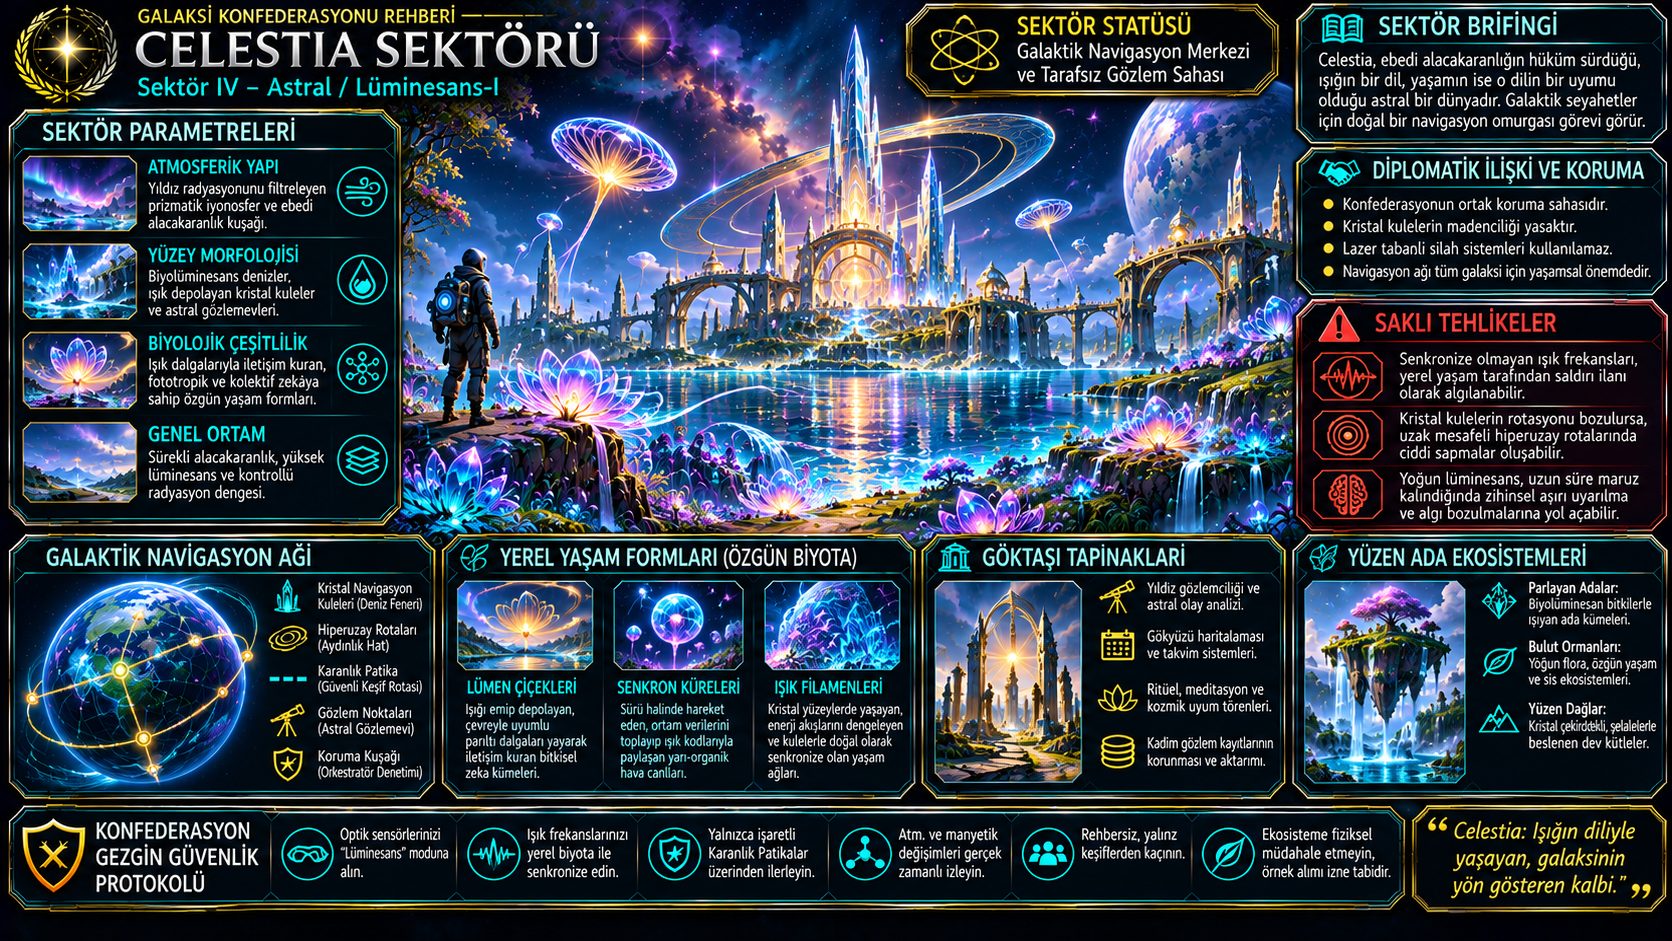 GALAKSİ KONFEDERASYONU REHBERİ
CELESTIA SEKTÖRÜ
Sektör IV – Astral / Lüminesans-I
SEKTÖR STATÜSÜ
Galaktik Navigasyon Merkezi
ve Tarafsız Gözlem Sahası
SEKTÖR BRİFİNGİ
Celestia, ebedi alacakaranlığın hüküm sürdüğü,
ışığın bir dil, yaşamın ise o dilin bir uyumu
olduğu astral bir dünyadır. Galaktik seyahetler
için doğal bir navigasyon omurgası görevi görür.
SEKTÖR PARAMETRELERİ
ATMOSFERİK YAPI
Yıldız radyasyonunu filtreleyen
prizmatik iyonosfer ve ebedi
alacakaranlık kuşağı.
YÜZEY MORFOLOJİSİ
Biyolüminesans denizler,
ışık depolayan kristal kuleler
ve astral gözlemevleri.
BİYOLOJİK ÇEŞİTLİLİK
Işık dalgalarıyla iletişim kuran,
fototropik ve kolektif zekâya
sahip özgün yaşam formları.
GENEL ORTAM
Sürekli alacakaranlık, yüksek
lüminesans ve kontrollü
radyasyon dengesi.
DİPLOMATİK İLİŞKİ VE KORUMA
Konfederasyonun ortak koruma sahasıdır.
Kristal kulelerin madenciliği yasaktır.
Lazer tabanli silah sistemleri kullanılamaz.
Navigasyon ağı tüm galaksi için yaşamsal önemdedir.
SAKLI TEHLİKELER
Senkronize olmayan ışık frekansları,
yerel yaşam tarafından saldırı ilanı
olarak algılanabilir.
Kristal kulelerin rotasyonu bozulursa,
uzak mesafeli hiperuzay rotalarında
ciddi sapmalar oluşabilir.
Yoğun lüminesans, uzun süre maruz
kalındığında zihinsel aşırı uyarılma
ve algı bozulmalarına yol açabilir.
GALAKTİK NAVİGASYON AĞİ
Kristal Navigasyon
Kuleleri (Deniz Feneri)
Hiperuzay Rotaları
(Aydınlık Hat)
Karanlık Patika
(Güvenli Keşif Rotası)
Gözlem Noktaları
(Astral Gözlemevi)
Koruma Kuşağı
(Orkestratör Denetimi)
YEREL YAŞAM FORMLARI (ÖZGÜN BİYOTA)
LÜMEN ÇİÇEKLERİ
Işığı emip depolayan,
çevreyle uyumlu
parıltı dalgaları yayarak
iletişim kuran bitkisel
zeka kümeleri.
SENKRON KÜRELERİ
Sürü halinde hareket
eden, ortam verilerini
toplayıp ışık kodlarıyla
paylaşan yarı-organik
hava canlları.
IŞIK FİLAMENLERİ
Kristal yüzeylerde yaşayan,
enerji akışlarını dengeleyen
ve kulelerle doğal olarak
senkronize olan yaşam
ağları.
GÖKTAŞI TAPİNAKLARİ
Yıldız gözlemciliği ve
astral olay analizi.
Gökyüzü haritalaması
ve takvim sistemleri.
Ritüel, meditasyon ve
kozmik uyum törenleri.
Kadim gözlem kayıtlarının
korunması ve aktarımı.
YÜZEN ADA EKOSİSTEMLERİ
Parlayan Adalar:
Biyolüminesan bitkilerle
ışıyan ada kümeleri.
Bulut Ormanları:
Yoğun flora, özgün yaşam
ve sis ekosistemleri.
Yüzen Dağlar:
Kristal çekirdekli, şelalelerle
beslenen dev kütleler.
KONFEDERASYON
GEZGİN GÜVENLİK
PROTOKOLÜ
Optik sensörlerinizi
"Lüminesans" moduna
alın.
Işık frekanslarınızı
yerel biyota ile
senkronize edin.
Yalnızca işaretli
Karanlık Patikalar
üzerinden ilerleyin.
Atm. ve manyetik
değişimleri gerçek
zamanlı izleyin.
Rehbersiz, yalnız
keşiflerden kaçının.
Ekosisteme fiziksel
müdahale etmeyin,
örnek alımı izne tabidir.
"Celestia: Işığın diliyle
yaşayan, galaksinin
yön gösteren kalbi."